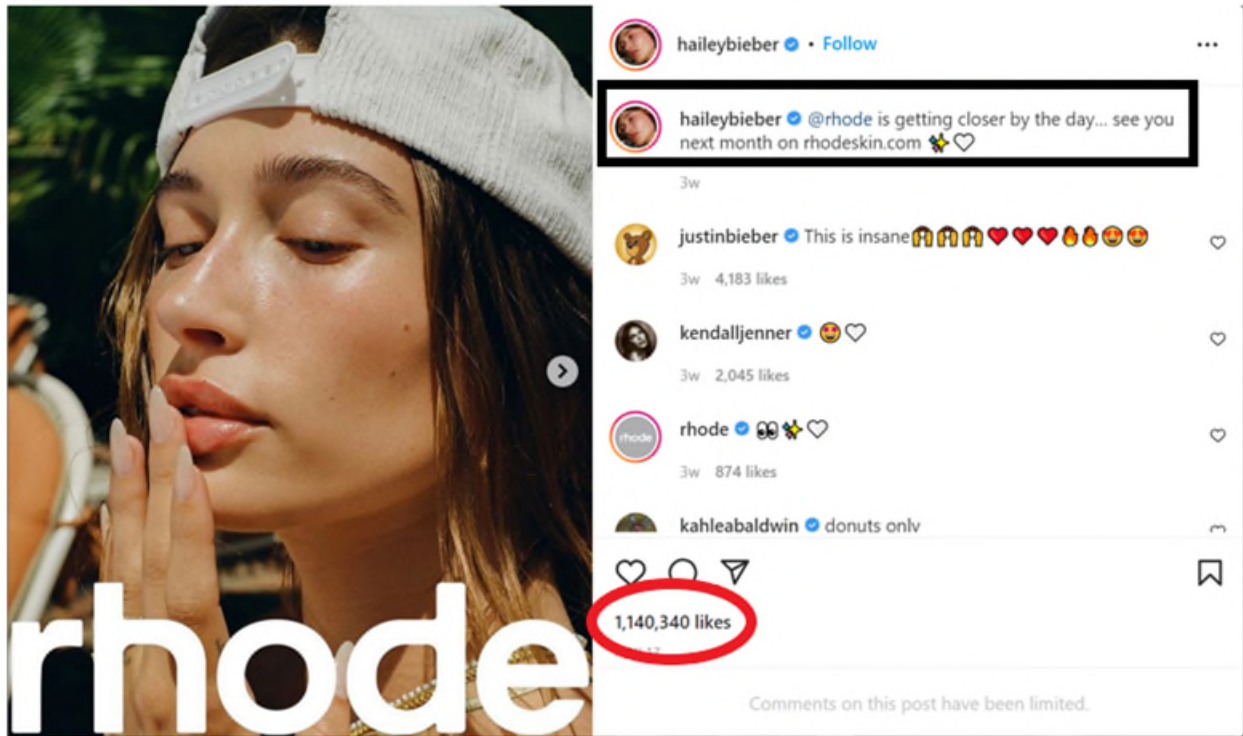 haileybieber • Follow
haileybieber @rhode is getting closer by the day... see you
next month on rhodeskin.com ✨🤍
3w
justinbieber This is insane🙌🙌🙌❤️❤️❤️🔥🔥😍😍
3w 4,183 likes
kendalljenner 🤩🤍
3w 2,045 likes
rhode
rhode 👀✨🤍
3w 874 likes
kahleabaldwin donuts only
1,140,340 likes
Comments on this post have been limited.
rhode